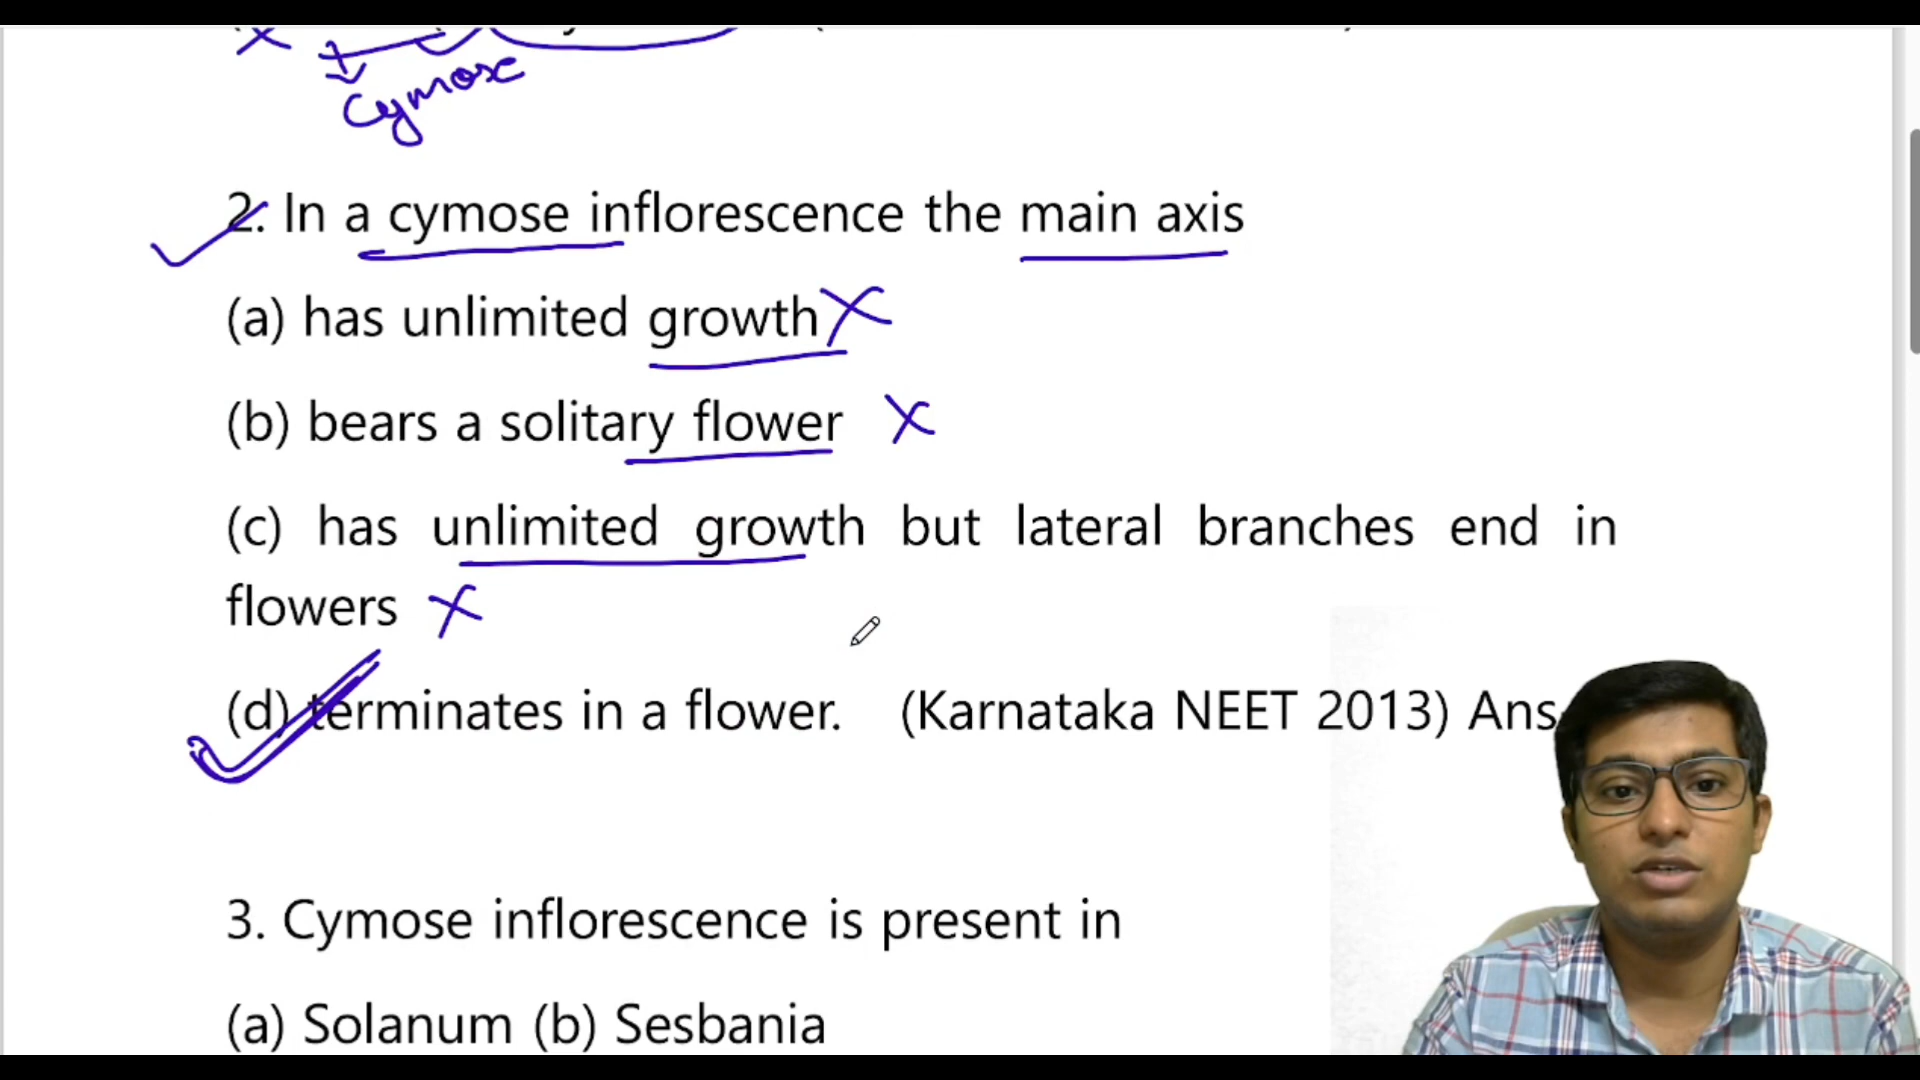 Cymose
2. In a cymose inflorescence the main axis
(a) has unlimited growth
(b) bears a solitary flower
(c) has unlimited growth but lateral branches end in
flowers
(d) terminates in a flower. (Karnataka NEET 2013) Ans
3. Cymose inflorescence is present in
(a) Solanum (b) Sesbania